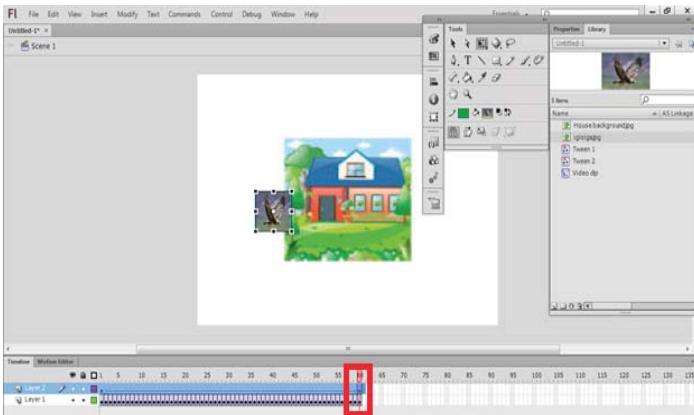 Fl File Edit View Insert Modify Text Commands Control Debug Window Help Essentials
Untitled-1* ×
Scene 1
Tools
Properties Library
Untitled-1
5 items
Name AS Linkage
House background.jpg
Tween 1
Tween 2
Timeline Motion Editor
1 5 10 15 20 25 30 35 40 45 50 55 60 65 70 75 80 85 90 95 100 105 110 115 120 125 130 135
Layer 2
Layer 1